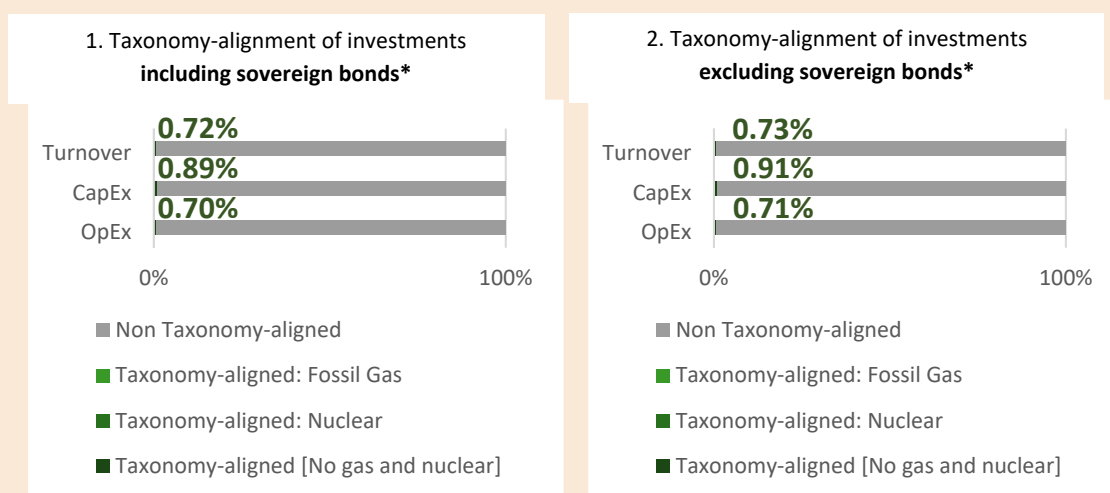 1. Taxonomy-alignment of investments
including sovereign bonds*
0.72%
Turnover
0.89%
CapEx
0.70%
OpEx
0%
100%
Non Taxonomy-aligned
Taxonomy-aligned: Fossil Gas
Taxonomy-aligned: Nuclear
Taxonomy-aligned [No gas and nuclear]
2. Taxonomy-alignment of investments
excluding sovereign bonds*
0.73%
Turnover
0.91%
CapEx
0.71%
OpEx
0%
100%
Non Taxonomy-aligned
Taxonomy-aligned: Fossil Gas
Taxonomy-aligned: Nuclear
Taxonomy-aligned [No gas and nuclear]